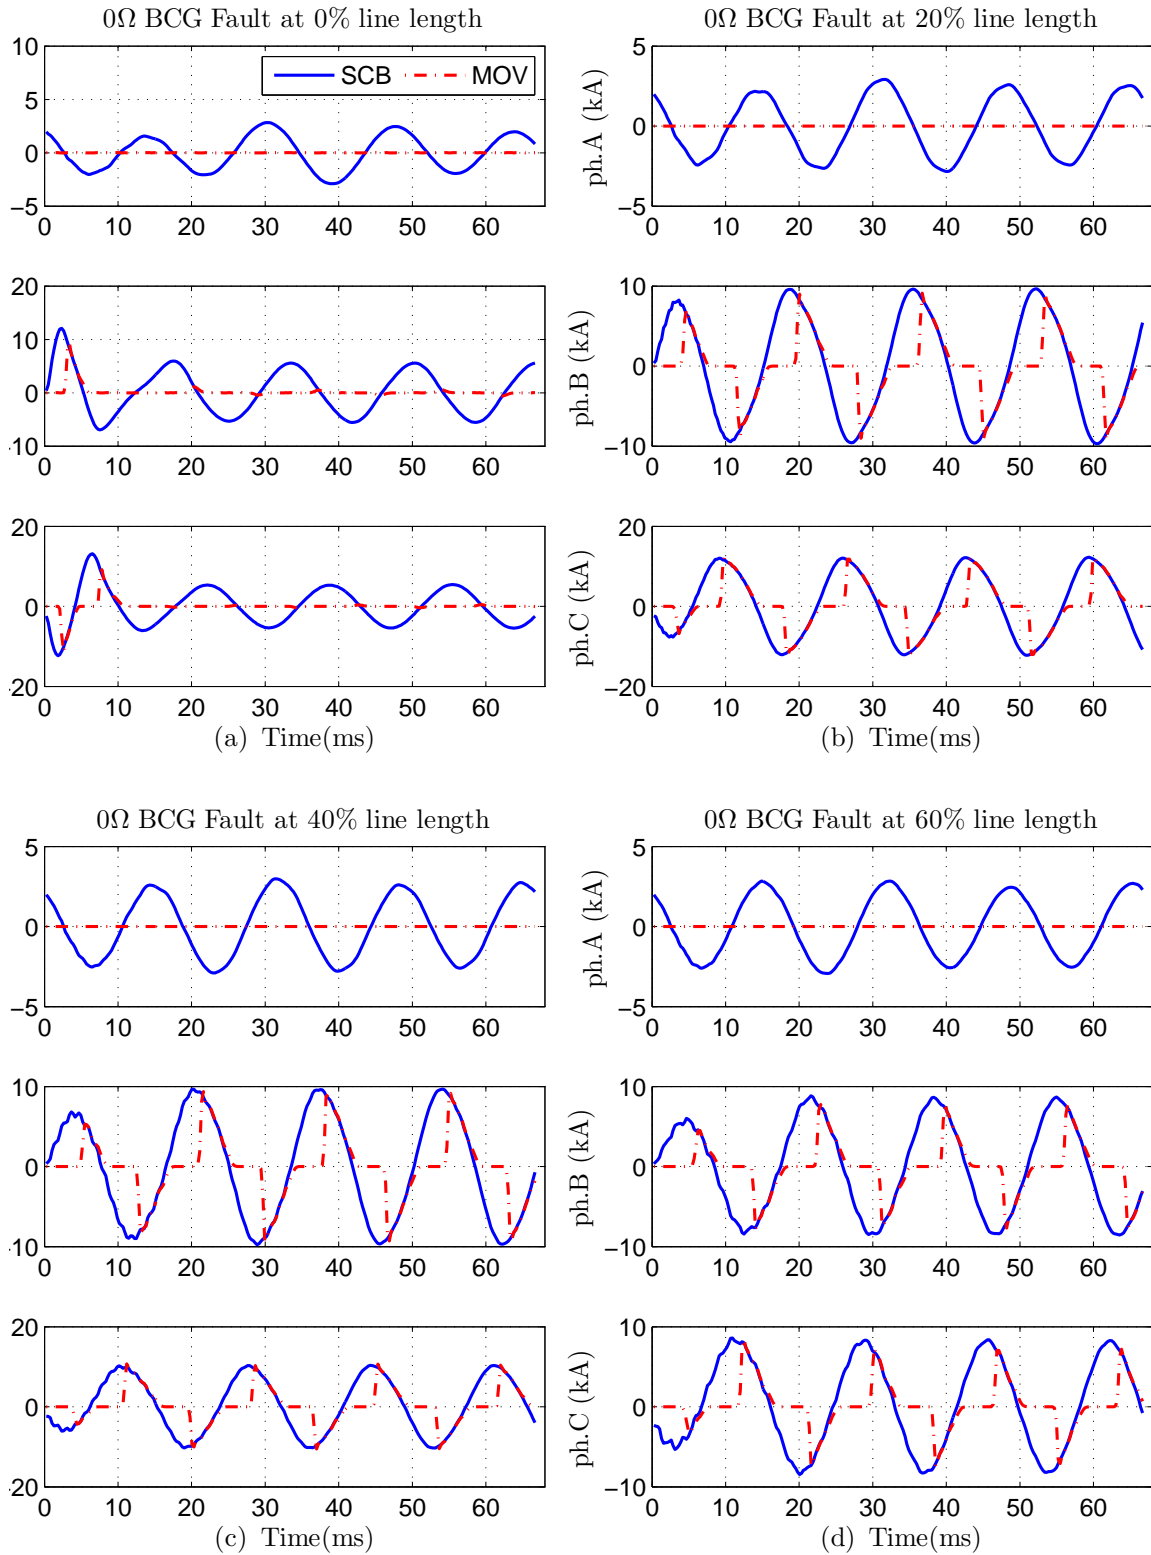 0Ω BCG Fault at 0% line length
10
5
0
−5
SCB MOV
0 10 20 30 40 50 60
20
10
0
10
0 10 20 30 40 50 60
20
0
20
0 10 20 30 40 50 60
(a) Time(ms)
0Ω BCG Fault at 20% line length
ph.A (kA)
5
0
−5
0 10 20 30 40 50 60
ph.B (kA)
10
0
−10
0 10 20 30 40 50 60
ph.C (kA)
20
0
−20
0 10 20 30 40 50 60
(b) Time(ms)
0Ω BCG Fault at 40% line length
5
0
−5
0 10 20 30 40 50 60
10
0
10
0 10 20 30 40 50 60
20
0
20
0 10 20 30 40 50 60
(c) Time(ms)
0Ω BCG Fault at 60% line length
ph.A (kA)
5
0
−5
0 10 20 30 40 50 60
ph.B (kA)
10
0
−10
0 10 20 30 40 50 60
ph.C (kA)
10
0
−10
0 10 20 30 40 50 60
(d) Time(ms)